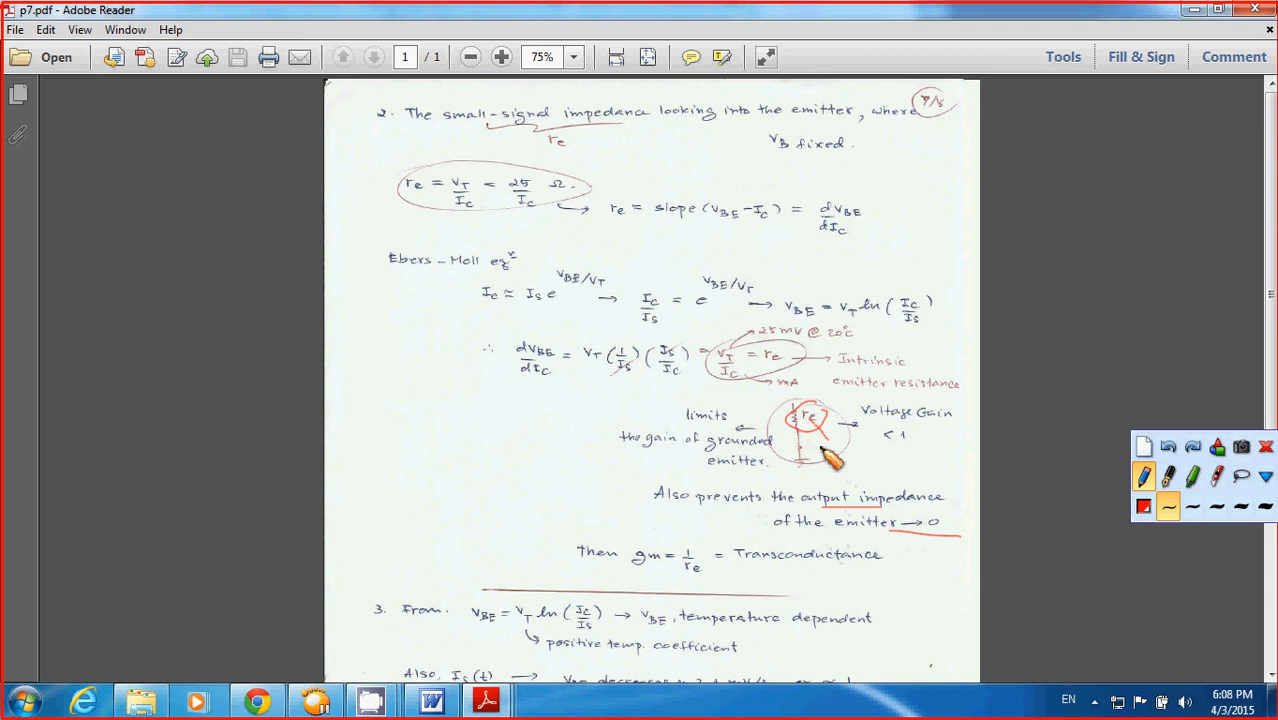 p7.pdf - Adobe Reader
File Edit View Window Help
Open 1 / 1 75% Tools Fill & Sign Comment
7/8
2. The small-signal impedance looking into the emitter, where
re
VB fixed.
re = VT/IC = 25/IC Ω.
re = slope (VBE-IC) = dVBE/dIC
Ebers-Moll eqn
IC ≃ IS e^VBE/VT → IC/IS = e^VBE/VT → VBE = VT ln (IC/IS)
25 mV @ 20°C
∴ dVBE/dIC = VT (1/IS) (IS/IC) = VT/IC = re → Intrinsic
mA emitter resistance
limits re Voltage Gain
the gain of grounded < 1
emitter.
Also prevents the output impedance
of the emitter → 0
Then gm = 1/re = Transconductance
3. From. VBE = VT ln (IC/IS) → VBE, temperature dependent
positive temp. coefficient
Also, IS(t) →
EN 6:08 PM
4/3/2015